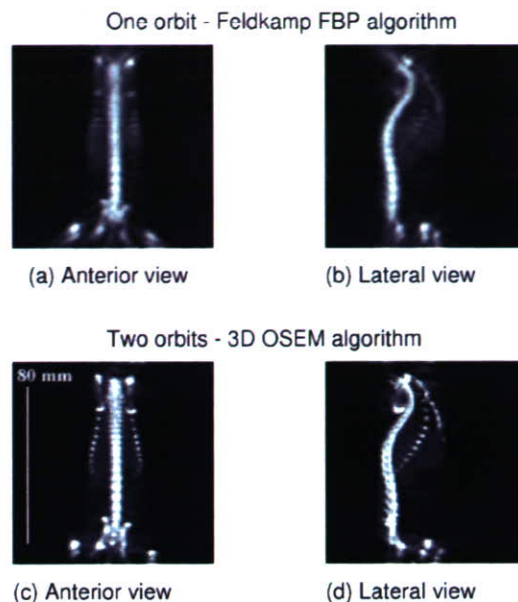 One orbit - Feldkamp FBP algorithm
(a) Anterior view
(b) Lateral view
Two orbits - 3D OSEM algorithm
80 mm
(c) Anterior view
(d) Lateral view